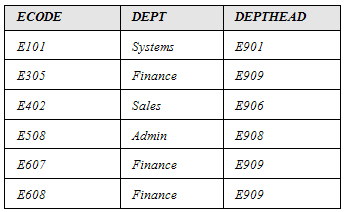 ECODE DEPT DEPTHEAD
E101 Systems E901
E305 Finance E909
E402 Sales E906
E508 Admin E908
E607 Finance E909
E608 Finance E909